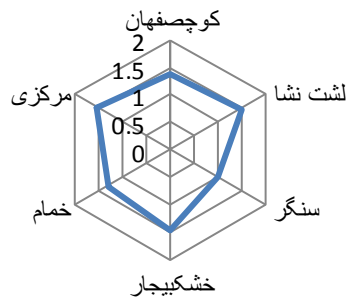 کوچصفهان
لشت نشا
سنگر
خشکبیجار
خمام
مرکزی
2
1.5
1
0.5
0